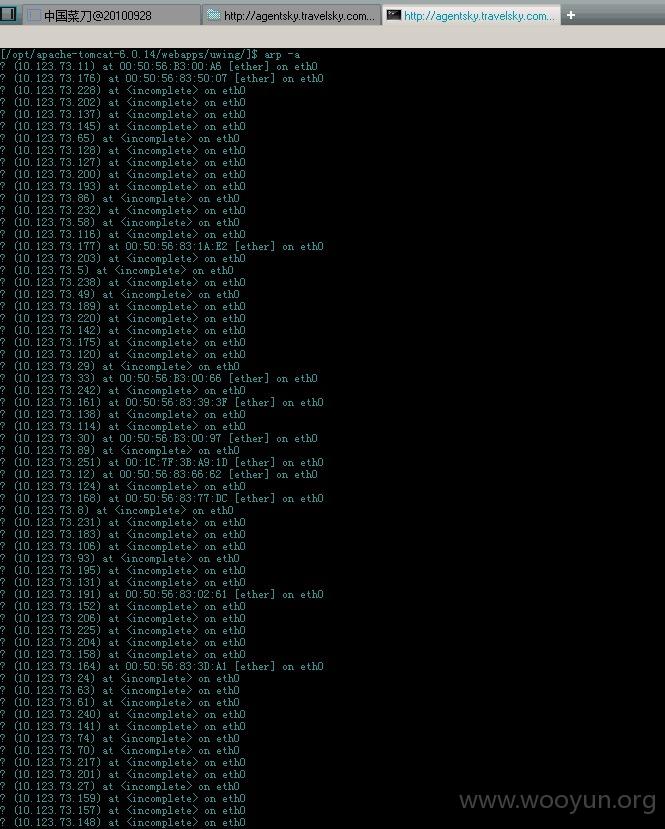 中国菜刀@20100928 http://agentsky.travelsky.com... http://agentsky.travelsky.com...
[/opt/apache-tomcat-6.0.14/webapps/uwing/]$ arp -a
? (10.123.73.11) at 00:50:56:B3:00:A6 [ether] on eth0
? (10.123.73.176) at 00:50:56:83:50:07 [ether] on eth0
? (10.123.73.228) at <incomplete> on eth0
? (10.123.73.202) at <incomplete> on eth0
? (10.123.73.137) at <incomplete> on eth0
? (10.123.73.145) at <incomplete> on eth0
? (10.123.73.65) at <incomplete> on eth0
? (10.123.73.128) at <incomplete> on eth0
? (10.123.73.127) at <incomplete> on eth0
? (10.123.73.200) at <incomplete> on eth0
? (10.123.73.193) at <incomplete> on eth0
? (10.123.73.86) at <incomplete> on eth0
? (10.123.73.232) at <incomplete> on eth0
? (10.123.73.58) at <incomplete> on eth0
? (10.123.73.116) at <incomplete> on eth0
? (10.123.73.177) at 00:50:56:83:1A:E2 [ether] on eth0
? (10.123.73.203) at <incomplete> on eth0
? (10.123.73.5) at <incomplete> on eth0
? (10.123.73.238) at <incomplete> on eth0
? (10.123.73.49) at <incomplete> on eth0
? (10.123.73.189) at <incomplete> on eth0
? (10.123.73.220) at <incomplete> on eth0
? (10.123.73.142) at <incomplete> on eth0
? (10.123.73.175) at <incomplete> on eth0
? (10.123.73.120) at <incomplete> on eth0
? (10.123.73.29) at <incomplete> on eth0
? (10.123.73.33) at 00:50:56:B3:00:66 [ether] on eth0
? (10.123.73.242) at <incomplete> on eth0
? (10.123.73.161) at 00:50:56:83:39:3F [ether] on eth0
? (10.123.73.138) at <incomplete> on eth0
? (10.123.73.114) at <incomplete> on eth0
? (10.123.73.30) at 00:50:56:B3:00:97 [ether] on eth0
? (10.123.73.89) at <incomplete> on eth0
? (10.123.73.251) at 00:1C:7F:3B:A9:1D [ether] on eth0
? (10.123.73.12) at 00:50:56:83:66:62 [ether] on eth0
? (10.123.73.124) at <incomplete> on eth0
? (10.123.73.168) at 00:50:56:83:77:DC [ether] on eth0
? (10.123.73.8) at <incomplete> on eth0
? (10.123.73.231) at <incomplete> on eth0
? (10.123.73.183) at <incomplete> on eth0
? (10.123.73.106) at <incomplete> on eth0
? (10.123.73.93) at <incomplete> on eth0
? (10.123.73.195) at <incomplete> on eth0
? (10.123.73.131) at <incomplete> on eth0
? (10.123.73.191) at 00:50:56:83:02:61 [ether] on eth0
? (10.123.73.152) at <incomplete> on eth0
? (10.123.73.206) at <incomplete> on eth0
? (10.123.73.225) at <incomplete> on eth0
? (10.123.73.204) at <incomplete> on eth0
? (10.123.73.158) at <incomplete> on eth0
? (10.123.73.164) at 00:50:56:83:3D:A1 [ether] on eth0
? (10.123.73.24) at <incomplete> on eth0
? (10.123.73.63) at <incomplete> on eth0
? (10.123.73.61) at <incomplete> on eth0
? (10.123.73.240) at <incomplete> on eth0
? (10.123.73.141) at <incomplete> on eth0
? (10.123.73.74) at <incomplete> on eth0
? (10.123.73.70) at <incomplete> on eth0
? (10.123.73.217) at <incomplete> on eth0
? (10.123.73.201) at <incomplete> on eth0
? (10.123.73.27) at <incomplete> on eth0
? (10.123.73.159) at <incomplete> on eth0
? (10.123.73.157) at <incomplete> on eth0
? (10.123.73.148) at <incomplete> on eth0
www.wooyun.org